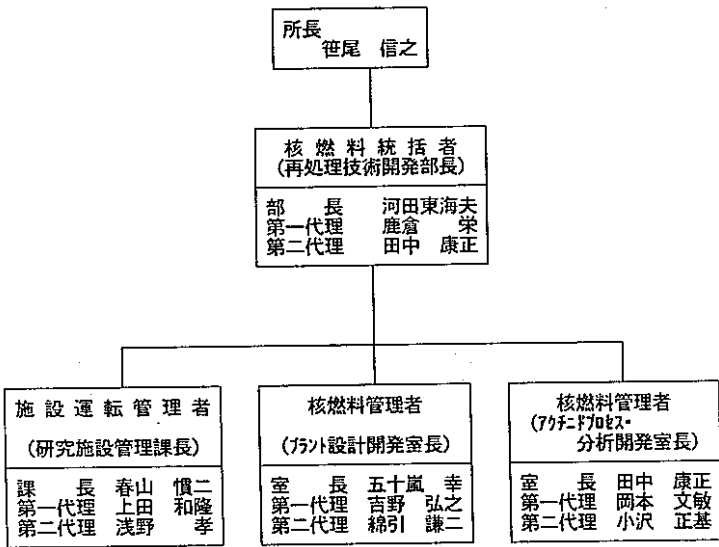 所長
笹尾 信之
核燃料統括者
(再処理技術開発部長)
部長 河田東海夫
第一代理 鹿倉 栄
第二代理 田中 康正
施設運転管理者
(研究施設管理課長)
課長 春山 慣二
第一代理 上田 和隆
第二代理 浅野 孝
核燃料管理者
(プラント設計開発室長)
室長 五十嵐 幸
第一代理 吉野 弘之
第二代理 綿引 謙二
核燃料管理者
(アクチニドプロセス・
分析開発室長)
室長 田中 康正
第一代理 岡本 文敏
第二代理 小沢 正基